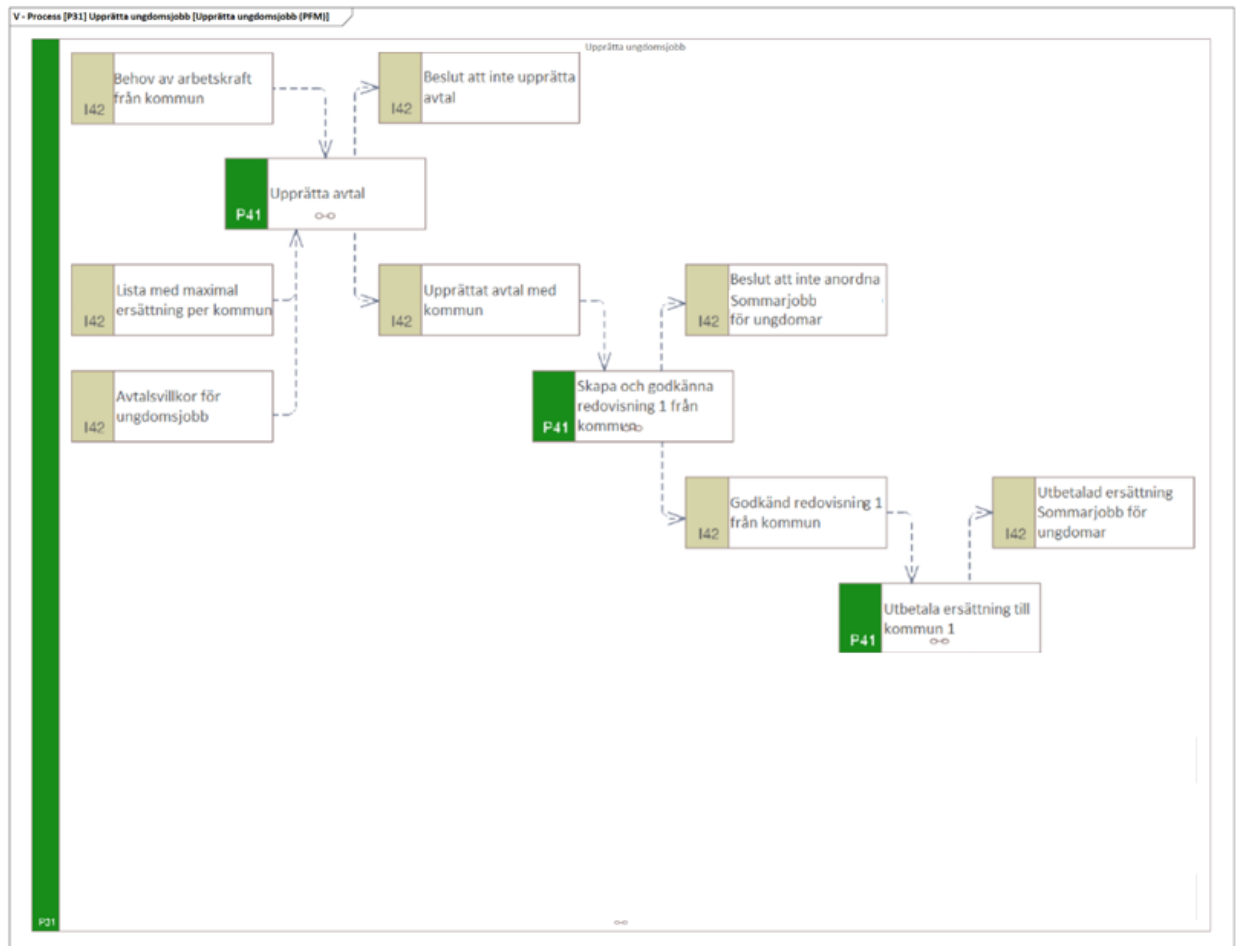 V - Process [P31] Upprätta ungdomsjobb [Upprätta ungdomsjobb (PFM)]
Upprätta ungdomsjobb
Behov av arbetskraft
från kommun
I42
Beslut att inte upprätta
avtal
I42
Upprätta avtal
P41
Lista med maximal
ersättning per kommun
I42
Upprättat avtal med
kommun
I42
Beslut att inte anordna
Sommarjobb
för ungdomar
I42
Avtalsvillkor för
ungdomsjobb
I42
Skapa och godkänna
redovisning 1 från
kommun
P41
Godkänd redovisning 1
från kommun
I42
Utbetalad ersättning
Sommarjobb för
ungdomar
I42
Utbetala ersättning till
kommun 1
P41
P31